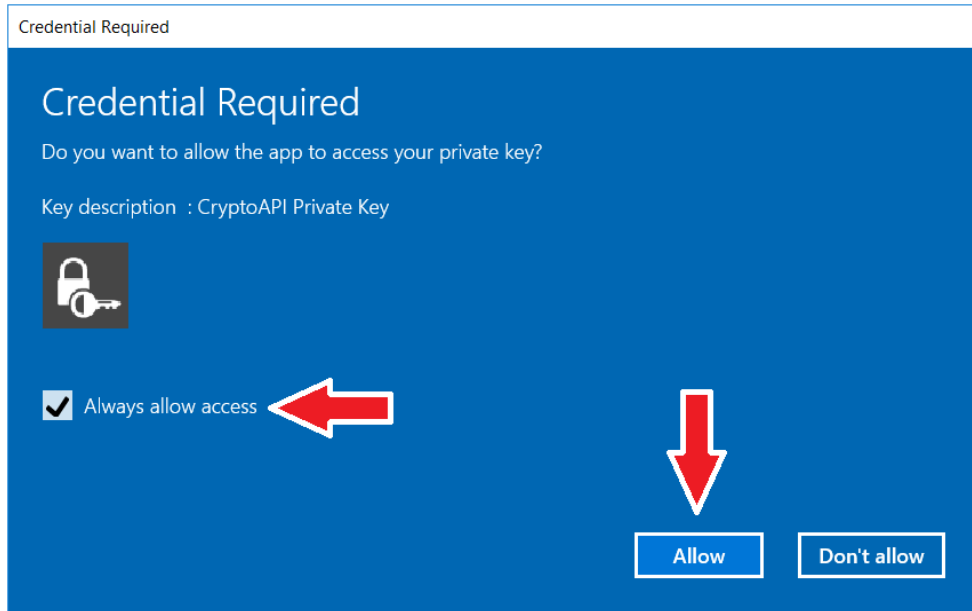 Credential Required
Credential Required
Do you want to allow the app to access your private key?
Key description : CryptoAPI Private Key
Always allow access
Allow
Don't allow